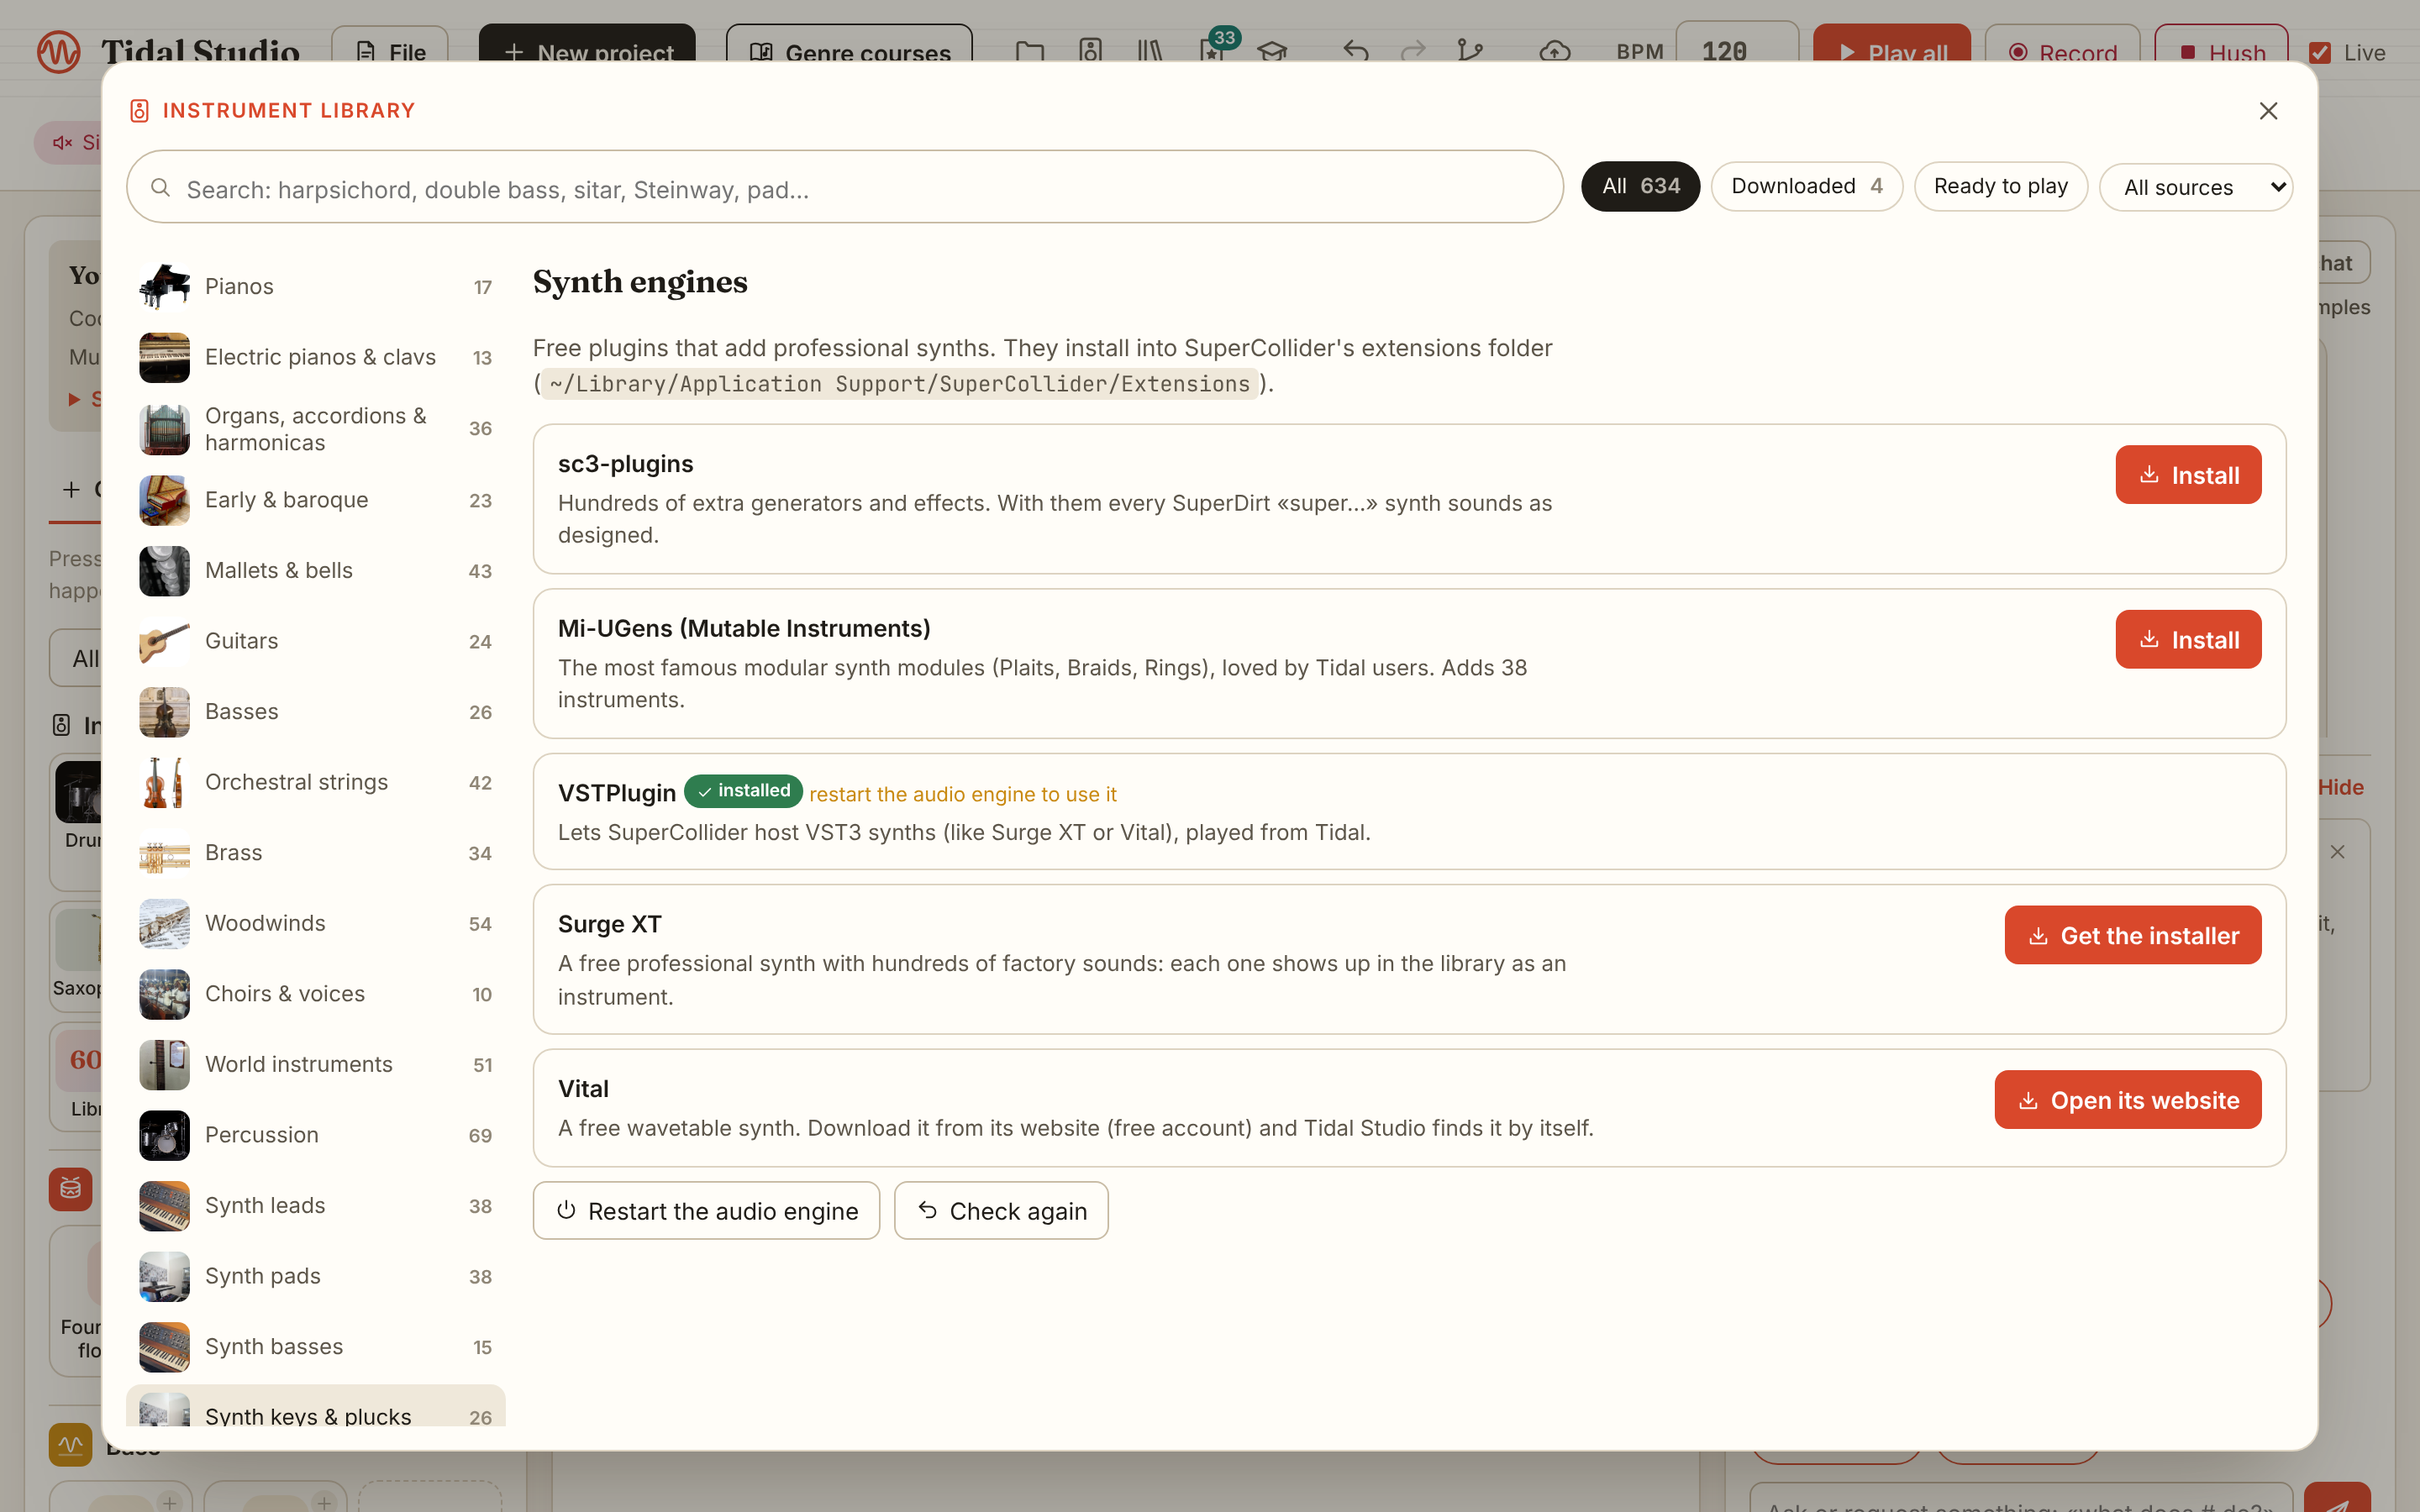 Tidal Studio
File
New project
Genre courses
33
BPM
120
Play all
Record
Hush
Live
INSTRUMENT LIBRARY
Search: harpsichord, double bass, sitar, Steinway, pad...
All 634
Downloaded 4
Ready to play
All sources
Pianos 17
Electric pianos & clavs 13
Organs, accordions &
harmonicas 36
Early & baroque 23
Mallets & bells 43
Guitars 24
Basses 26
Orchestral strings 42
Brass 34
Woodwinds 54
Choirs & voices 10
World instruments 51
Percussion 69
Synth leads 38
Synth pads 38
Synth basses 15
Synth keys & plucks 26
Synth engines
Free plugins that add professional synths. They install into SuperCollider's extensions folder
(~/Library/Application Support/SuperCollider/Extensions).
sc3-plugins
Install
Hundreds of extra generators and effects. With them every SuperDirt «super...» synth sounds as
designed.
Mi-UGens (Mutable Instruments)
Install
The most famous modular synth modules (Plaits, Braids, Rings), loved by Tidal users. Adds 38
instruments.
VSTPlugin installed restart the audio engine to use it
Lets SuperCollider host VST3 synths (like Surge XT or Vital), played from Tidal.
Surge XT
Get the installer
A free professional synth with hundreds of factory sounds: each one shows up in the library as an
instrument.
Vital
Open its website
A free wavetable synth. Download it from its website (free account) and Tidal Studio finds it by itself.
Restart the audio engine
Check again
All
60
Hide
it,